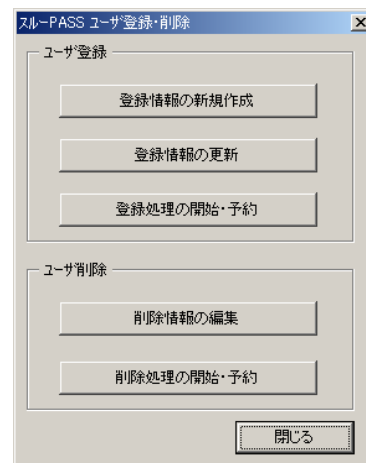 スルーPASS ユーザ登録・削除
ユーザ登録
登録情報の新規作成
登録情報の更新
登録処理の開始・予約
ユーザ削除
削除情報の編集
削除処理の開始・予約
閉じる